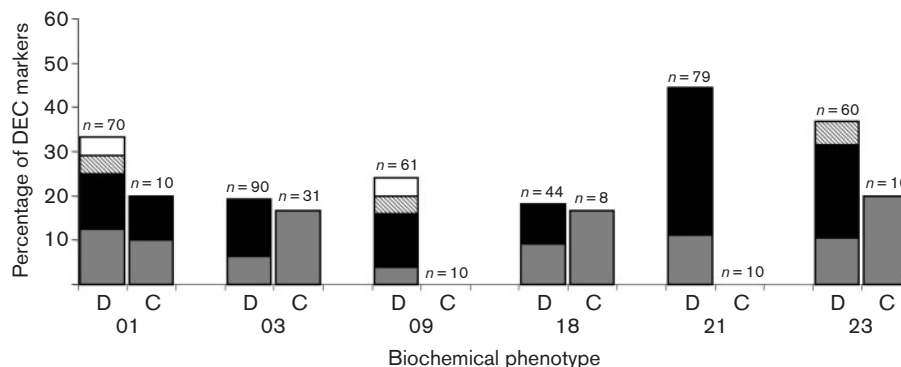 Percentage of DEC markers
60
50
40
30
20
10
n=70
n=10
n=90
n=31
n=61
n=10
n=44
n=8
n=79
n=10
n=60
D C D C D C D C D C D C
01 03 09 18 21 23
Biochemical phenotype